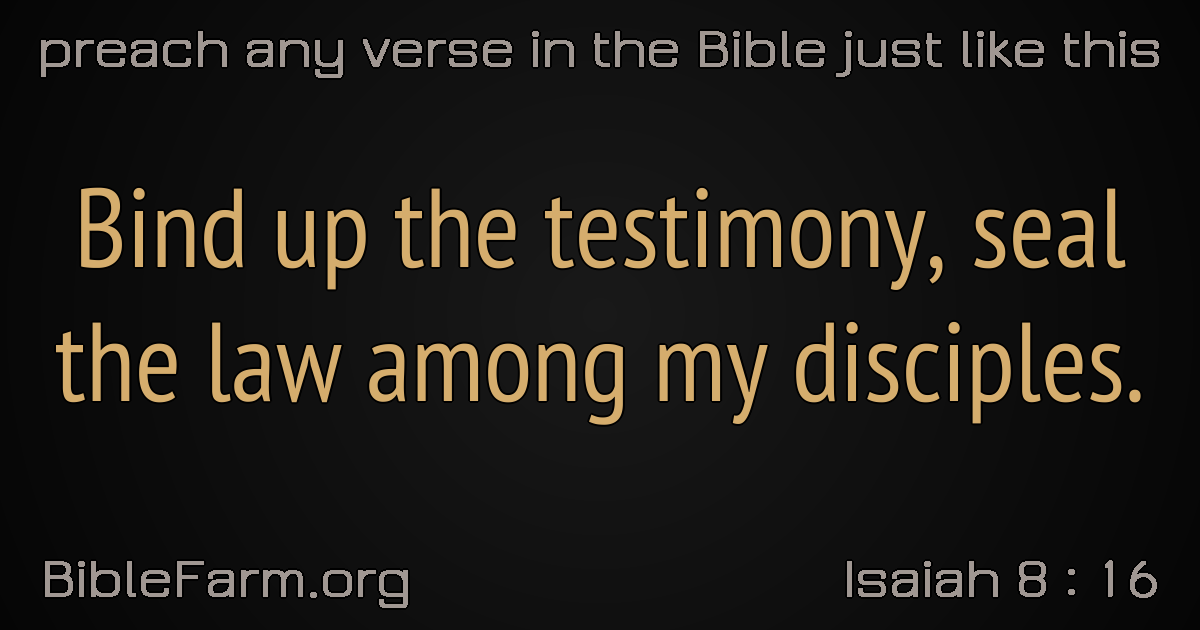 preach any verse in the Bible just like this
Bind up the testimony, seal
the law among my disciples.
BibleFarm.org
Isaiah 8 : 16